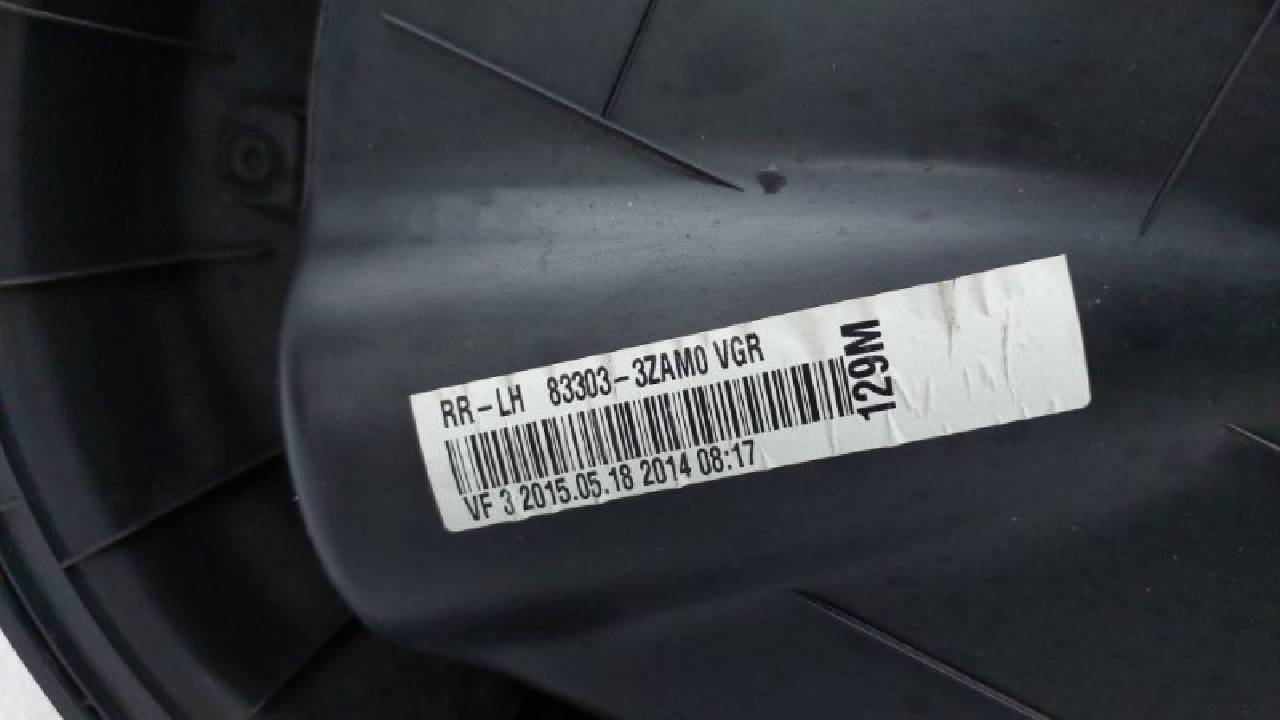 RR-LH 83303-3ZAM0 VGR
129M
VF 3 2015.05.18 2014 08:17